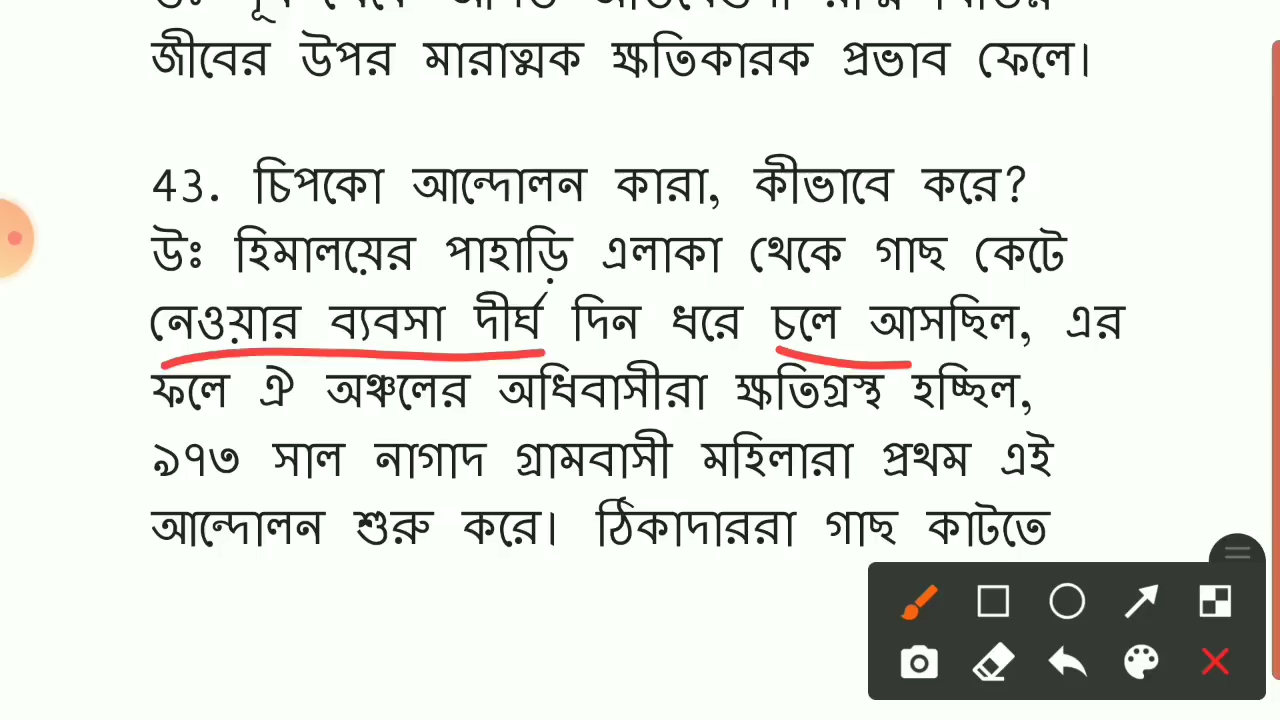 জীবের উপর মারাত্মক ক্ষতিকারক প্রভাব ফেলে।
43. চিপকো আন্দোলন কারা, কীভাবে করে?
উঃ হিমালয়ের পাহাড়ি এলাকা থেকে গাছ কেটে
নেওয়ার ব্যবসা দীর্ঘ দিন ধরে চলে আসছিল, এর
ফলে ঐ অঞ্চলের অধিবাসীরা ক্ষতিগ্রস্থ হচ্ছিল,
৯৭৩ সাল নাগাদ গ্রামবাসী মহিলারা প্রথম এই
আন্দোলন শুরু করে। ঠিকাদাররা গাছ কাটতে